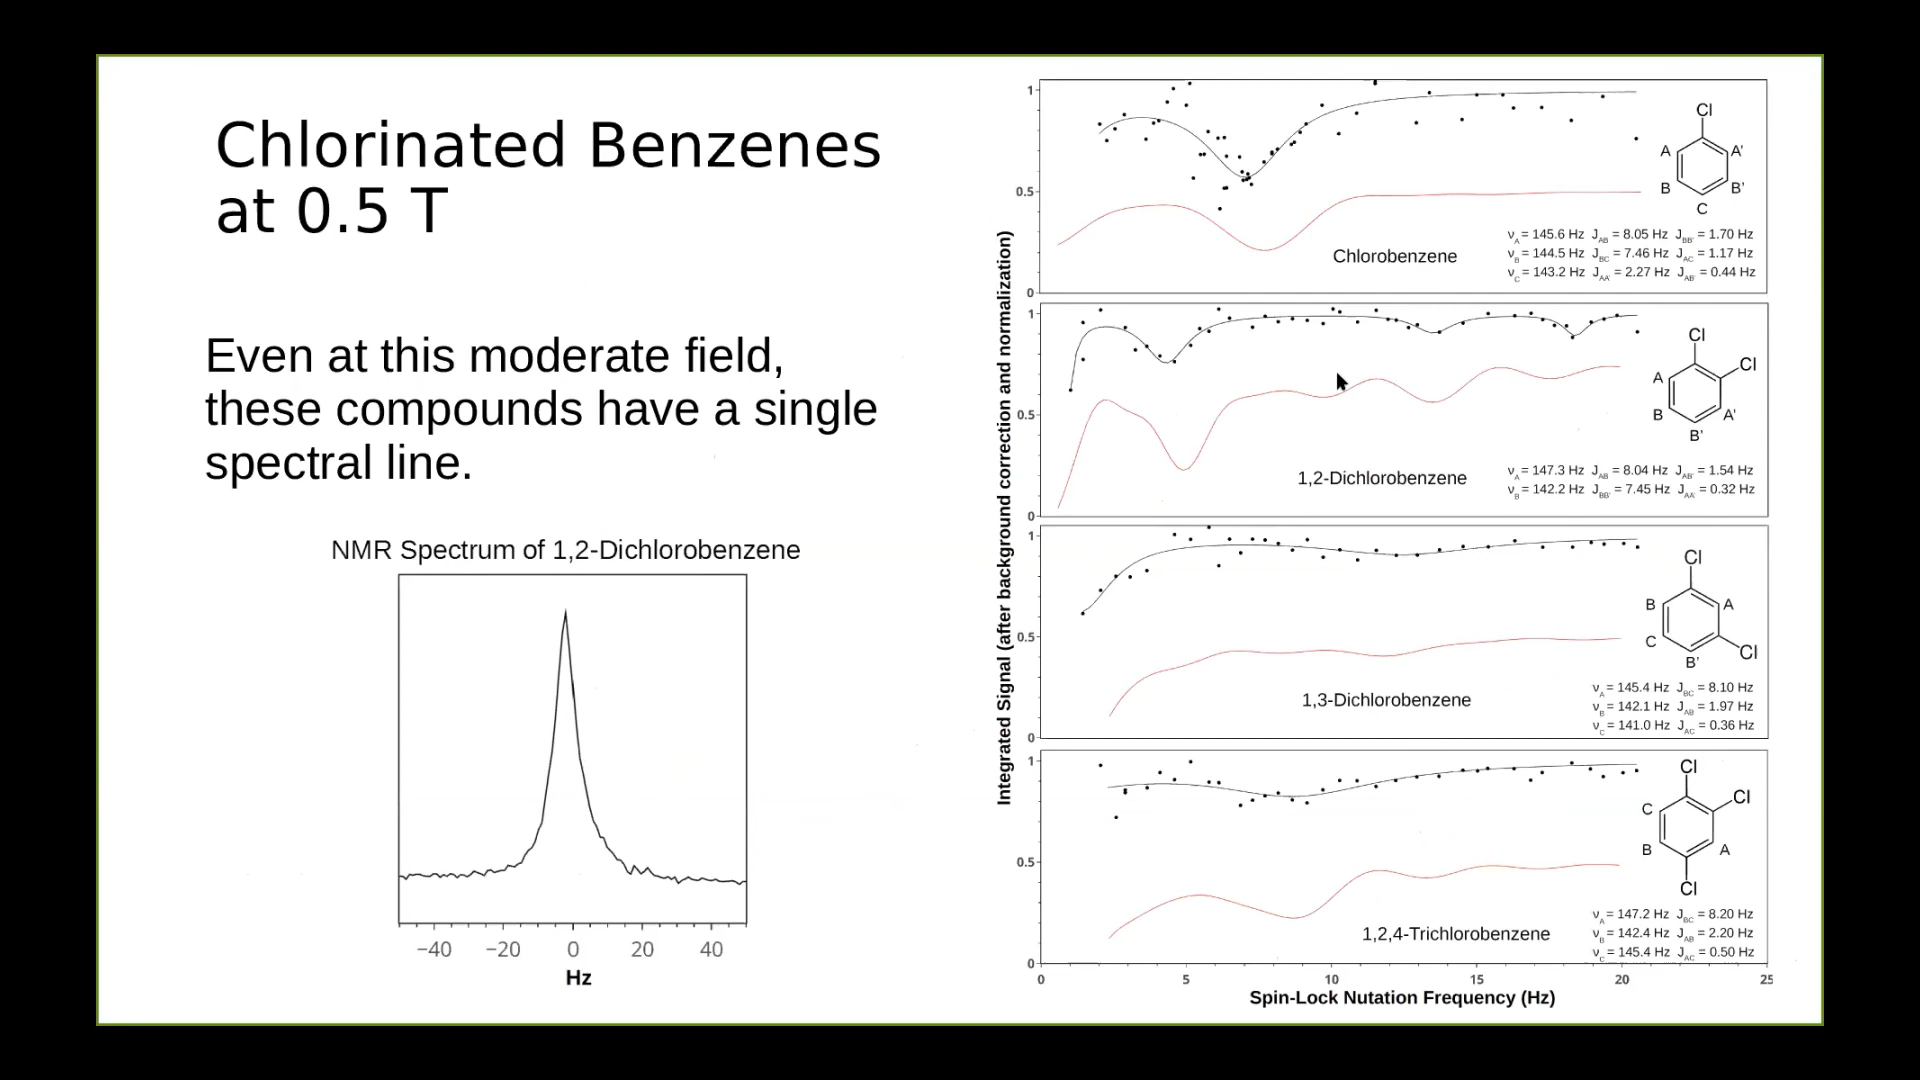 Chlorinated Benzenes
at 0.5 T
Even at this moderate field,
these compounds have a single
spectral line.
NMR Spectrum of 1,2-Dichlorobenzene
−40 −20 0 20 40
Hz
Integrated Signal (after background correction and normalization)
1
0.5
0
Cl
A A'
B B'
C
Chlorobenzene
νA = 145.6 Hz JAB = 8.05 Hz JBB' = 1.70 Hz
νB = 144.5 Hz JBC = 7.46 Hz JAC = 1.17 Hz
νC = 143.2 Hz JAA' = 2.27 Hz JAB' = 0.44 Hz
1
0.5
0
Cl
Cl
A
B A'
B'
1,2-Dichlorobenzene
νA = 147.3 Hz JAB = 8.04 Hz JAB' = 1.54 Hz
νB = 142.2 Hz JBB' = 7.45 Hz JAA' = 0.32 Hz
1
0.5
0
Cl
B A
C
Cl
B'
1,3-Dichlorobenzene
νA = 145.4 Hz JBC = 8.10 Hz
νB = 142.1 Hz JAB = 1.97 Hz
νC = 141.0 Hz JAC = 0.36 Hz
1
0.5
0
Cl
Cl
C
B A
Cl
1,2,4-Trichlorobenzene
νA = 147.2 Hz JBC = 8.20 Hz
νB = 142.4 Hz JAB = 2.20 Hz
νC = 145.4 Hz JAC = 0.50 Hz
0 5 10 15 20 25
Spin-Lock Nutation Frequency (Hz)